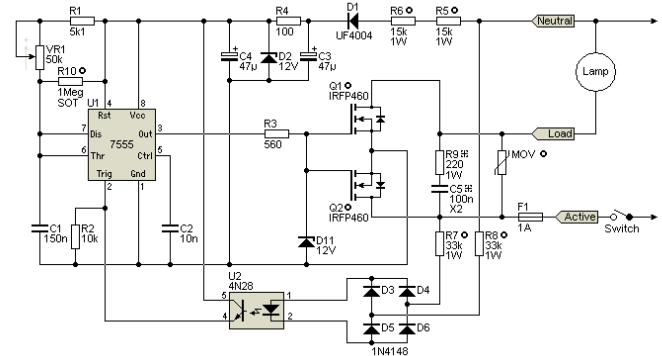 R1
5k1
R4
100
D1
UF4004
R6
15k
1W
R5
15k
1W
Neutral
VR1
50k
C4
47µ
D2
12V
C3
47µ
R10
1Meg
SOT
Lamp
U1
4
8
Rst
Vcc
Q1
IRFP460
7
Dis
7555
Out
3
R3
560
Load
6
Thr
Ctrl
5
R9
220
1W
MOV
Trig
Gnd
2
1
C5
100n
X2
Q2
IRFP460
F1
1A
Active
Switch
C1
150n
R2
10k
C2
10n
D11
12V
R7
33k
1W
R8
33k
1W
U2
4N28
5
1
4
2
D3
D4
D5
D6
1N4148